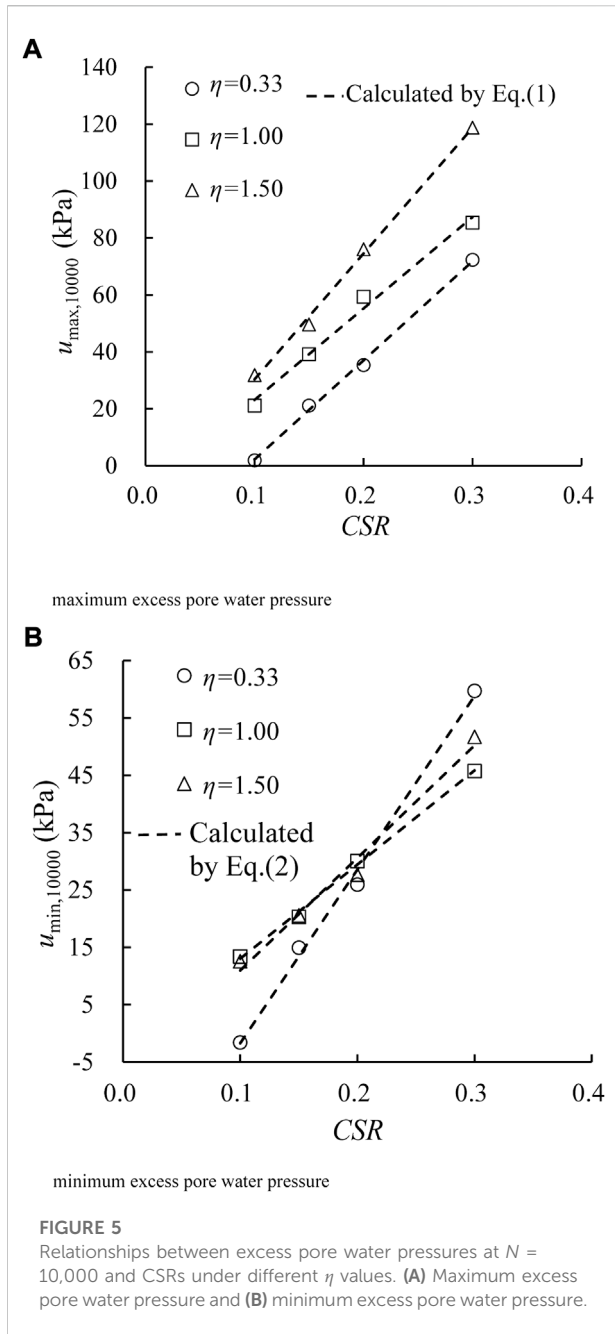 A
140
120
100
80
60
40
20
0
u_max,10000 (kPa)
η=0.33
η=1.00
η=1.50
Calculated by Eq.(1)
0.0 0.1 0.2 0.3 0.4
CSR
maximum excess pore water pressure
B
65
55
45
35
25
15
5
-5
u_min,10000 (kPa)
η=0.33
η=1.00
η=1.50
Calculated
by Eq.(2)
0.0 0.1 0.2 0.3 0.4
CSR
minimum excess pore water pressure
FIGURE 5
Relationships between excess pore water pressures at N =
10,000 and CSRs under different η values. (A) Maximum excess
pore water pressure and (B) minimum excess pore water pressure.